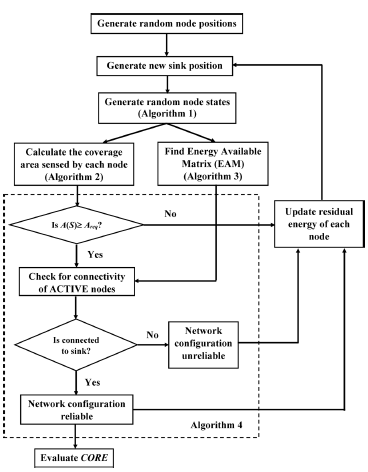 Generate random node positions
Generate new sink position
Generate random node states
(Algorithm 1)
Calculate the coverage
area sensed by each node
(Algorithm 2)
Find Energy Available
Matrix (EAM)
(Algorithm 3)
Is A(S)≥ Areq?
No
Update residual
energy of each
node
Yes
Check for connectivity
of ACTIVE nodes
Is connected
to sink?
No
Network
configuration
unreliable
Yes
Network configuration
reliable
Algorithm 4
Evaluate CORE